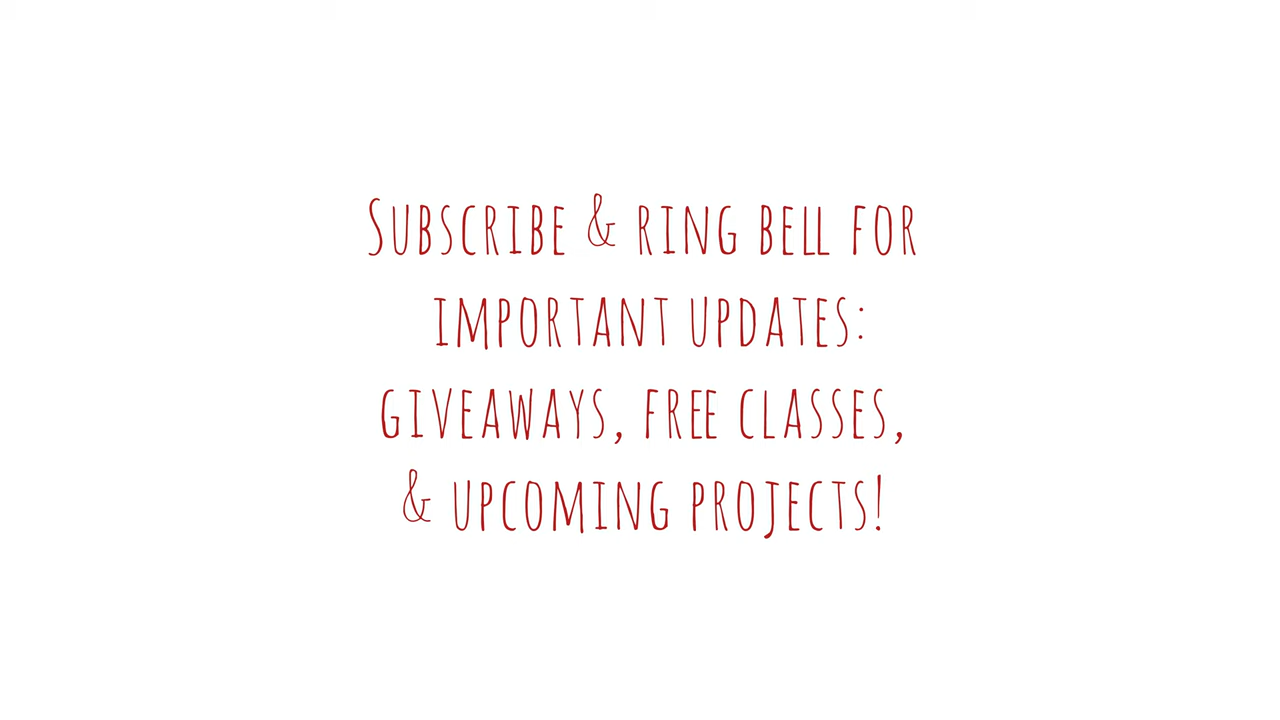 Subscribe & ring bell for
important updates:
giveaways, free classes,
& upcoming projects!